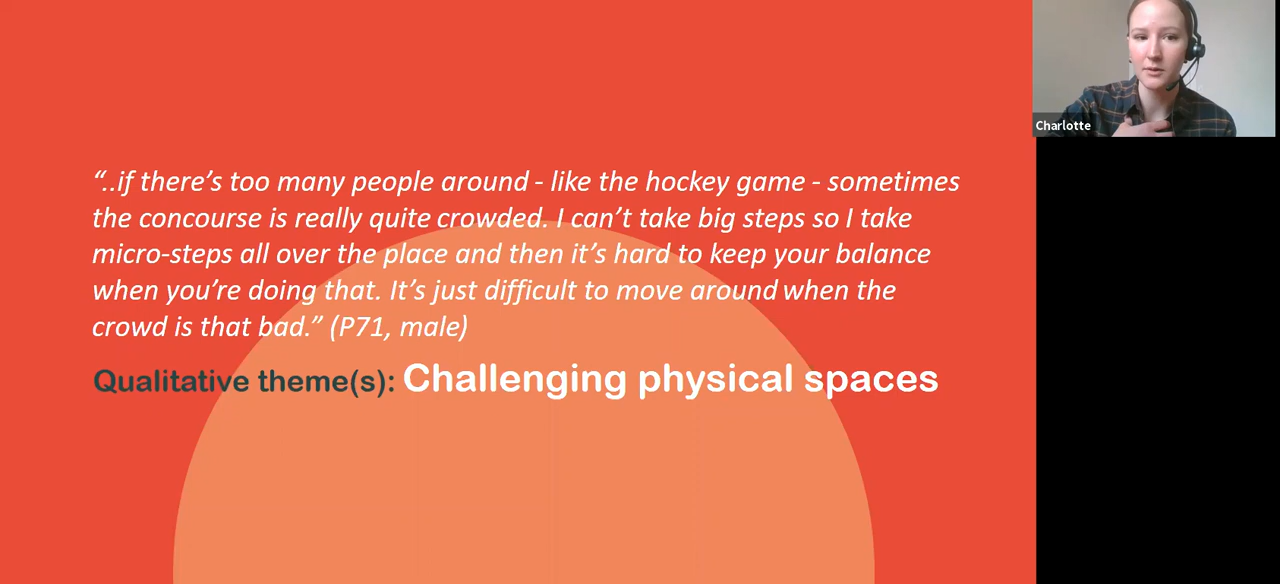 “..if there’s too many people around - like the hockey game - sometimes
the concourse is really quite crowded. I can’t take big steps so I take
micro-steps all over the place and then it’s hard to keep your balance
when you’re doing that. It’s just difficult to move around when the
crowd is that bad.” (P71, male)
Qualitative theme(s): Challenging physical spaces
Charlotte